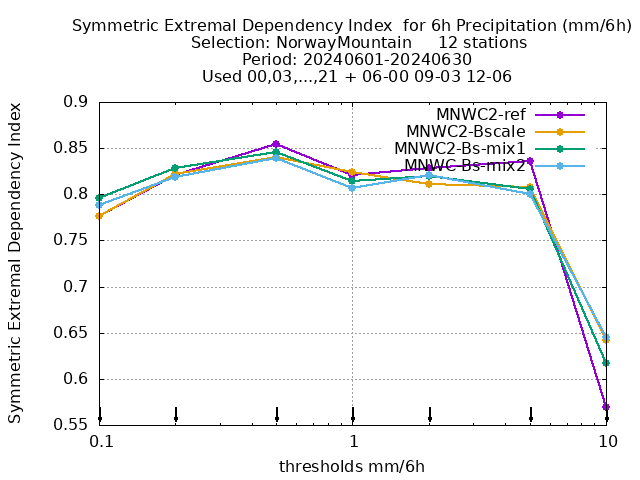 Symmetric Extremal Dependency Index  for 6h Precipitation (mm/6h)
Selection: NorwayMountain     12 stations
Period: 20240601-20240630
Used 00,03,...,21 + 06-00 09-03 12-06
Symmetric Extremal Dependency Index
0.9
0.85
0.8
0.75
0.7
0.65
0.6
0.55
MNWC2-ref
MNWC2-Bscale
MNWC2-Bs-mix1
MNWC-Bs-mix2
0.1
1
10
thresholds mm/6h